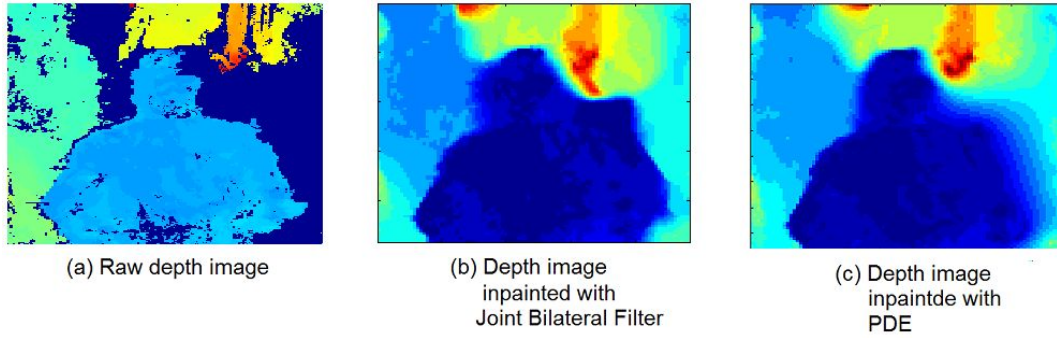 (a) Raw depth image
(b) Depth image
inpainted with
Joint Bilateral Filter
(c) Depth image
inpaintde with
PDE